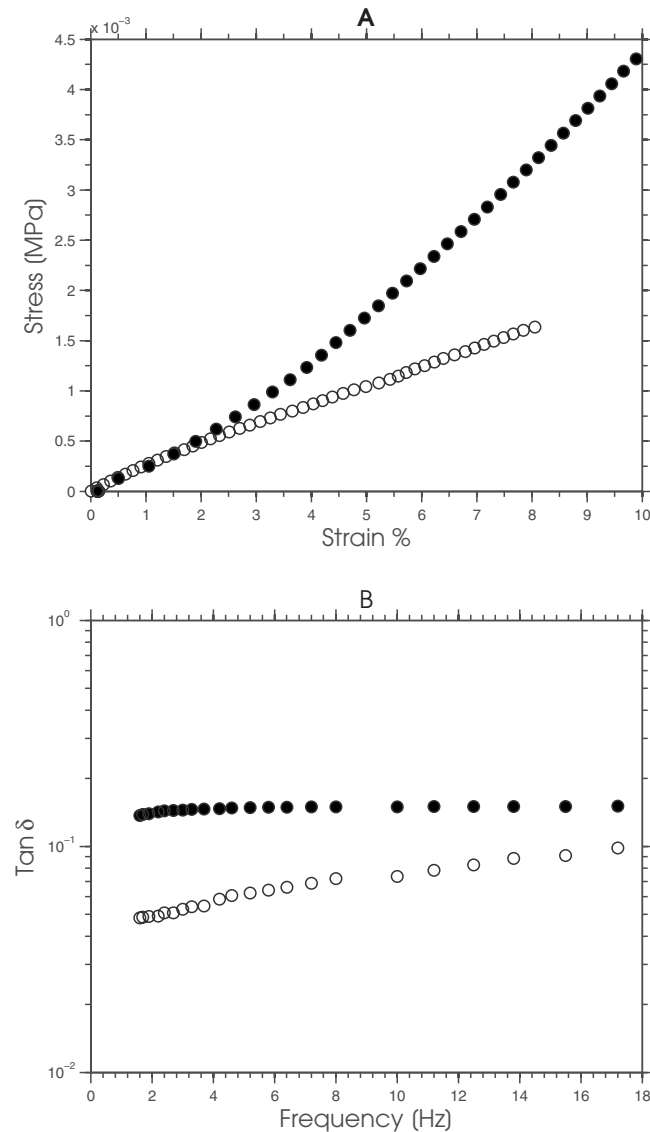 A
x 10⁻³
4.5
4
3.5
3
2.5
2
1.5
1
0.5
0
Stress (MPa)
0 1 2 3 4 5 6 7 8 9 10
Strain %
B
10⁰
10⁻¹
10⁻²
Tan δ
0 2 4 6 8 10 12 14 16 18
Frequency (Hz)